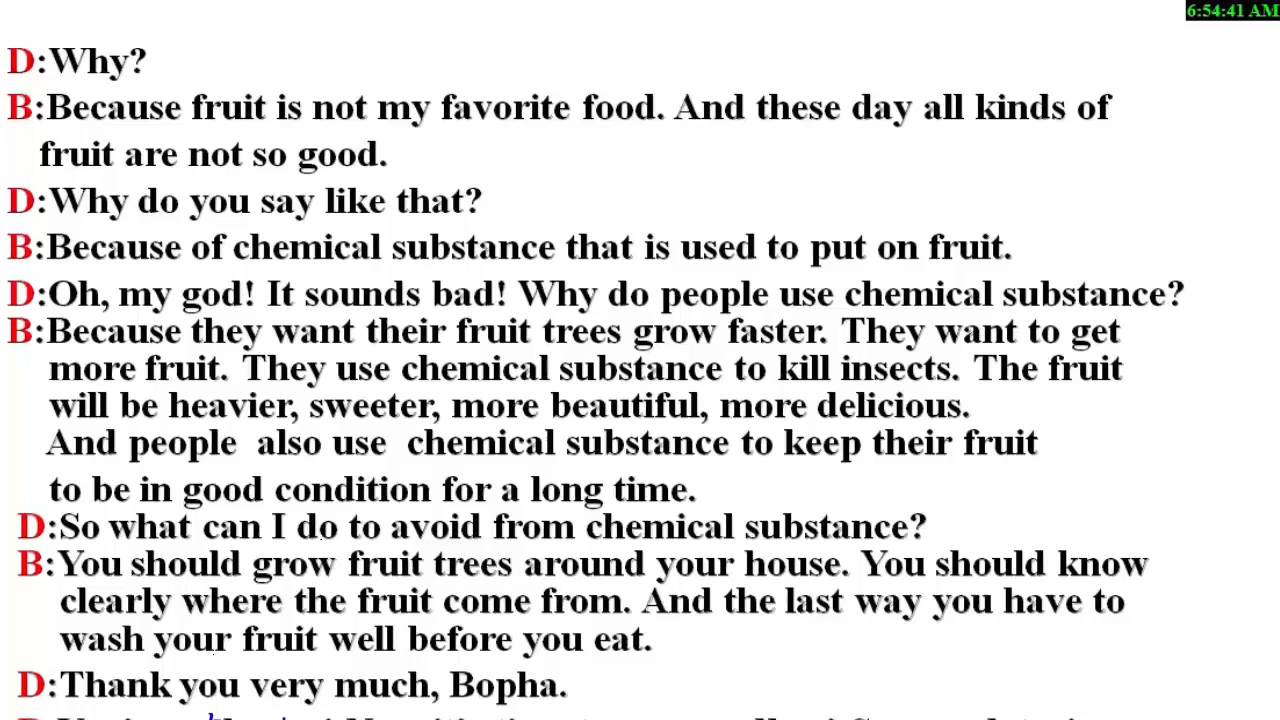 6:54:41 AM
D:Why?
B:Because fruit is not my favorite food. And these day all kinds of
fruit are not so good.
D:Why do you say like that?
B:Because of chemical substance that is used to put on fruit.
D:Oh, my god! It sounds bad! Why do people use chemical substance?
B:Because they want their fruit trees grow faster. They want to get
more fruit. They use chemical substance to kill insects. The fruit
will be heavier, sweeter, more beautiful, more delicious.
And people also use chemical substance to keep their fruit
to be in good condition for a long time.
D:So what can I do to avoid from chemical substance?
B:You should grow fruit trees around your house. You should know
clearly where the fruit come from. And the last way you have to
wash your fruit well before you eat.
D:Thank you very much, Bopha.